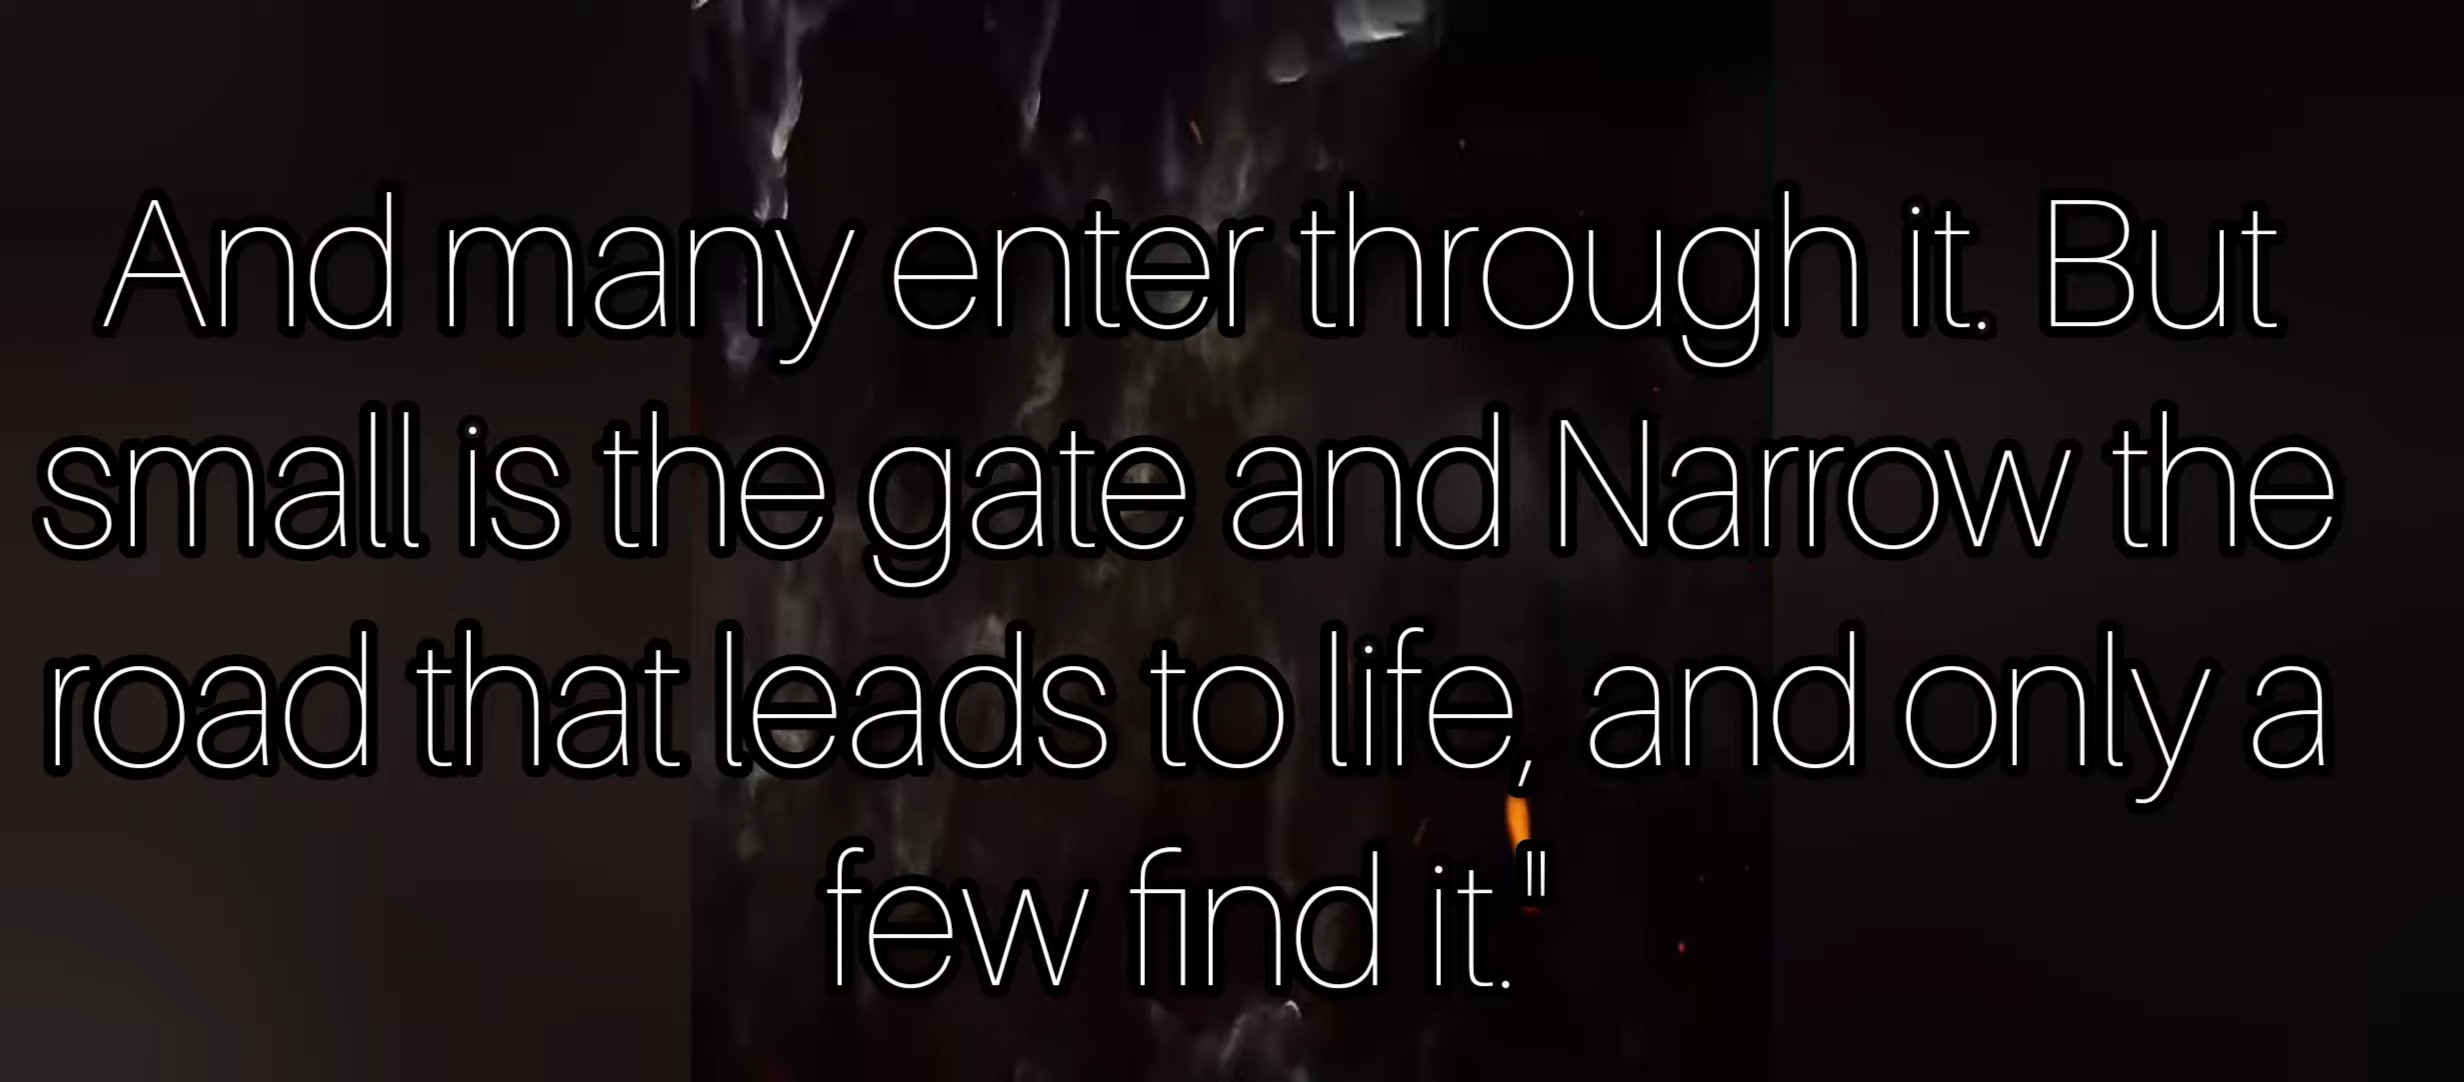 And many enter through it. But
small is the gate and Narrow the
road that leads to life, and only a
few find it."